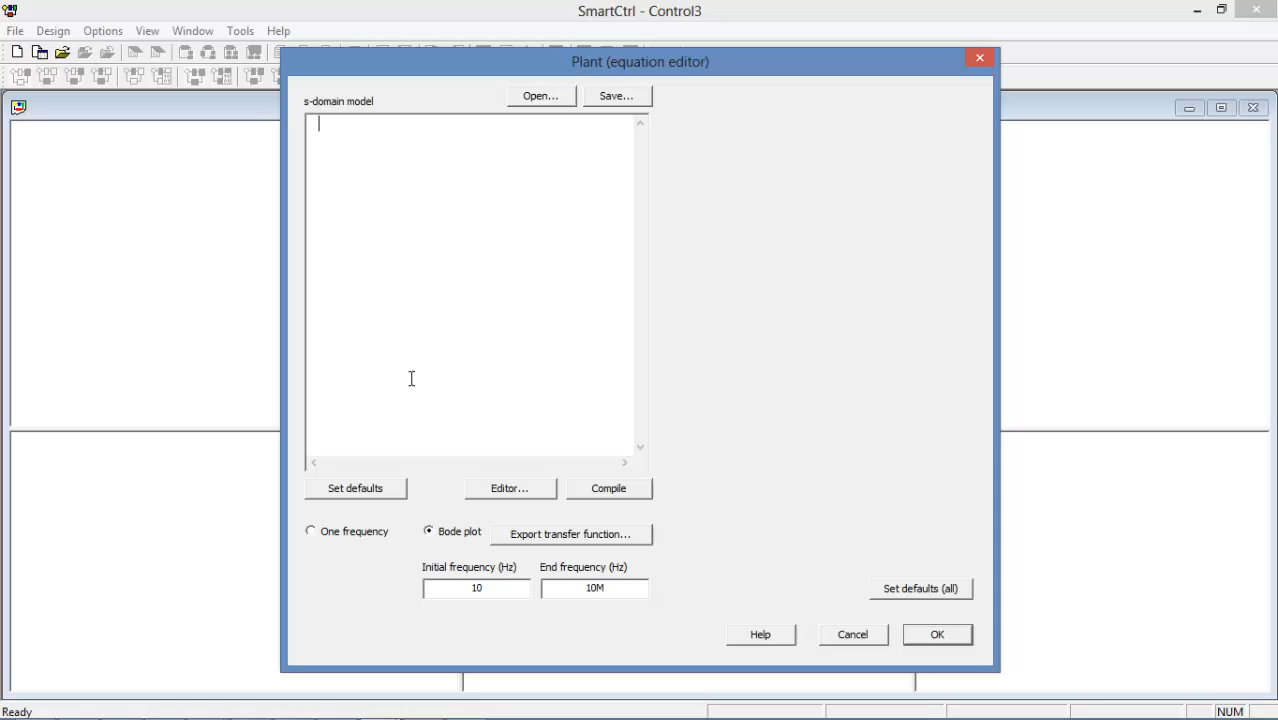 SmartCtrl - Control3
File Design Options View Window Tools Help
Plant (equation editor)
s-domain model
Open...
Save...
Set defaults
Editor...
Compile
One frequency
Bode plot
Export transfer function...
Initial frequency (Hz)
End frequency (Hz)
10
10M
Set defaults (all)
Help
Cancel
OK
Ready
NUM